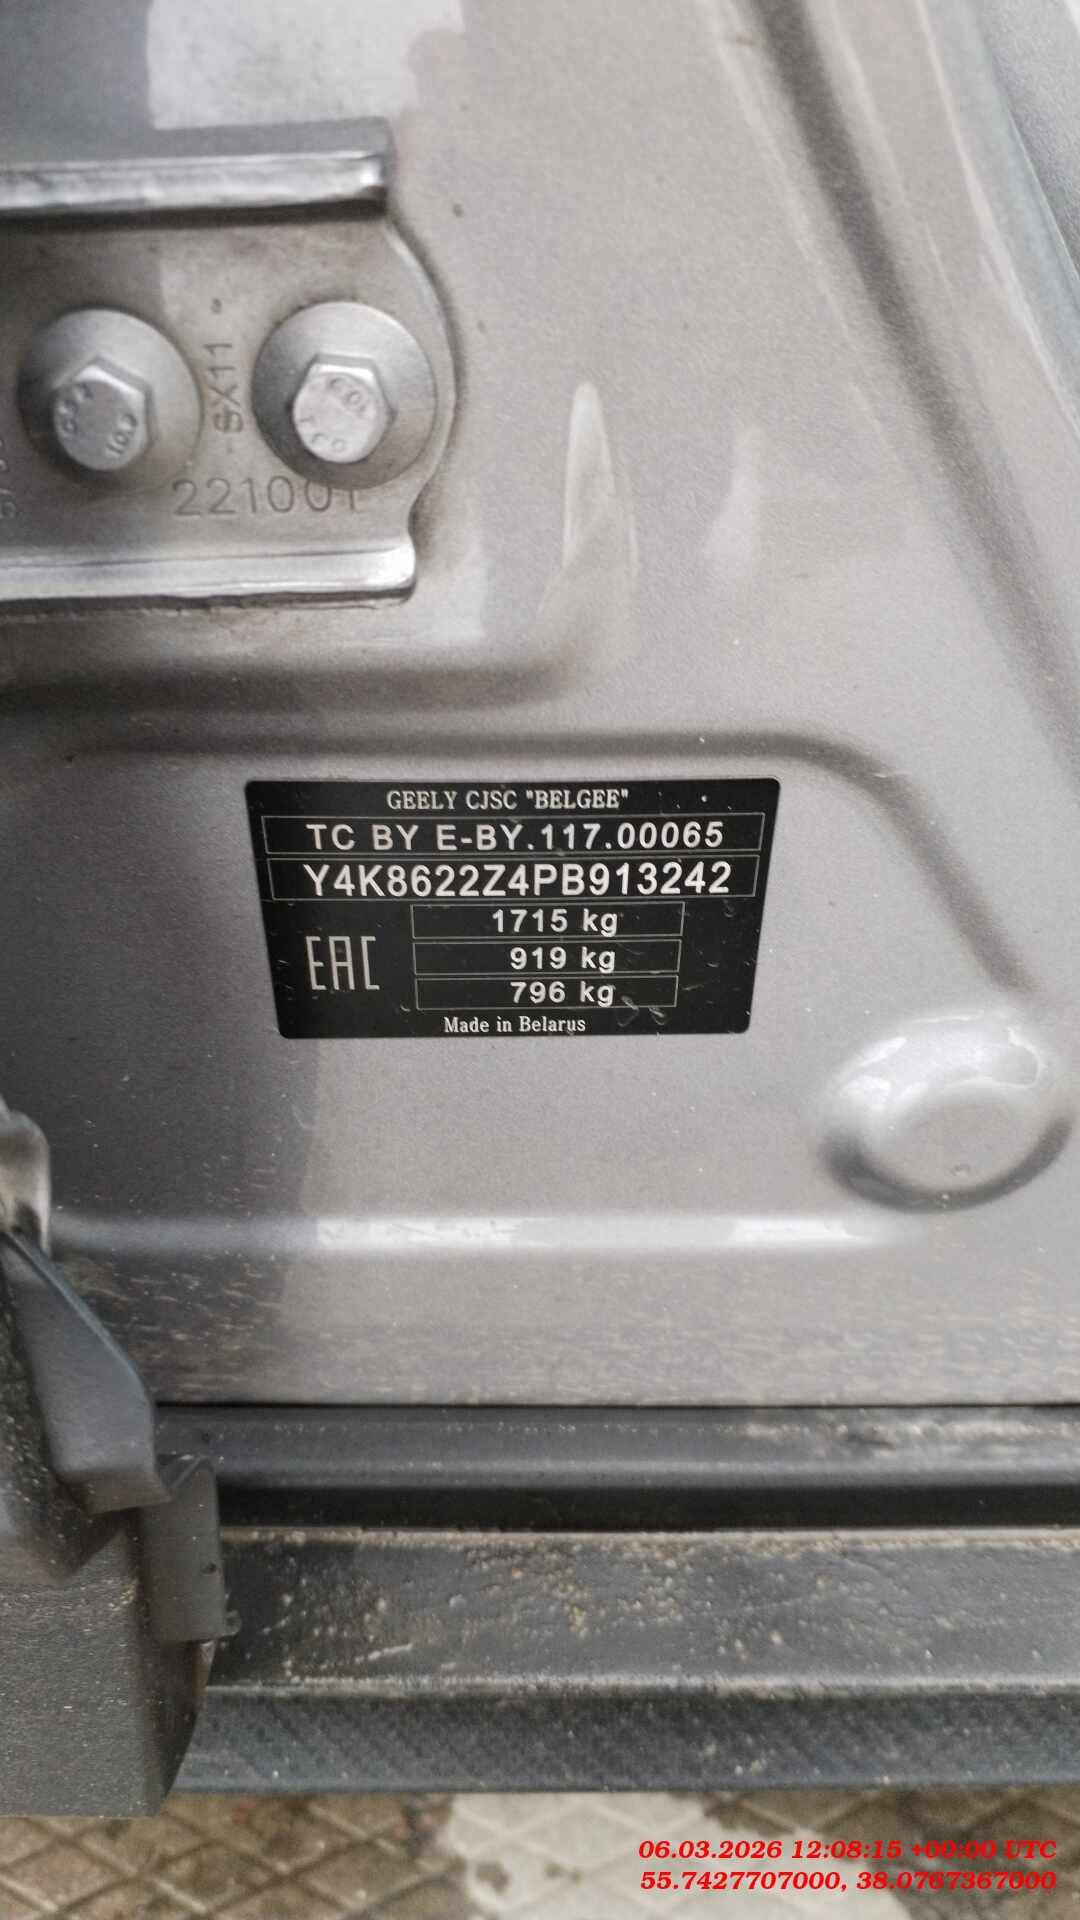 SX11
221001
GEELY CJSC "BELGEE"
TC BY E-BY.117.00065
Y4K8622Z4PB913242
1715 kg
EAC
919 kg
796 kg
Made in Belarus
06.03.2026 12:08:15 +00:00 UTC
55.7427707000, 38.0767367000